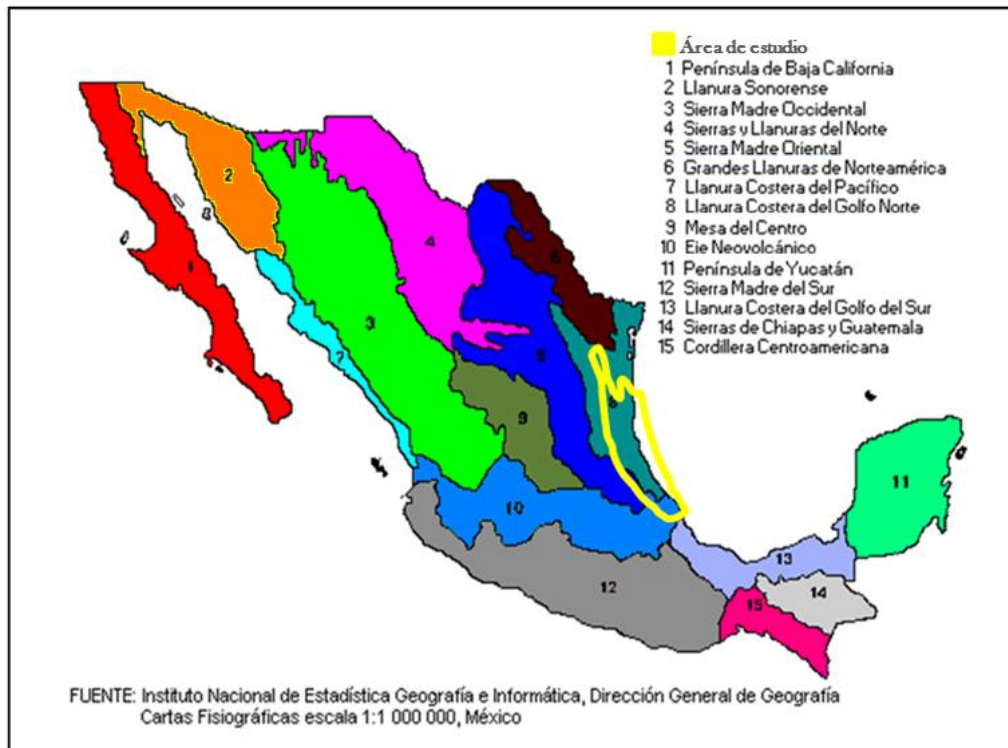 Área de estudio
1 Península de Baja California
2 Llanura Sonorense
3 Sierra Madre Occidental
4 Sierras y Llanuras del Norte
5 Sierra Madre Oriental
6 Grandes Llanuras de Norteamérica
7 Llanura Costera del Pacífico
8 Llanura Costera del Golfo Norte
9 Mesa del Centro
10 Eie Neovolcánico
11 Península de Yucatán
12 Sierra Madre del Sur
13 Llanura Costera del Golfo del Sur
14 Sierras de Chiapas y Guatemala
15 Cordillera Centroamericana
2
4
6
1
3
7
5
8
9
11
10
13
12
14
15
FUENTE: Instituto Nacional de Estadística Geografía e Informática, Dirección General de Geografía
Cartas Fisiográficas escala 1:1 000 000, México